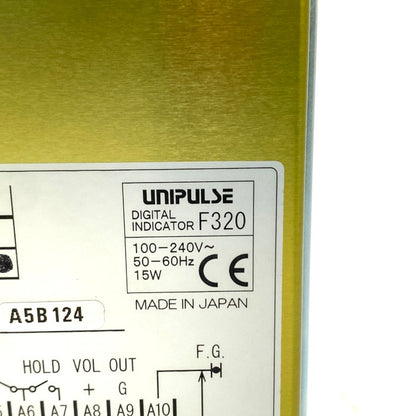 UNIPULSE
DIGITAL INDICATOR F320
100-240V~
50-60Hz
15W
CE
MADE IN JAPAN
A5B124
F.G.
HOLD VOL OUT
+ G
A6 A7 A8 A9 A10